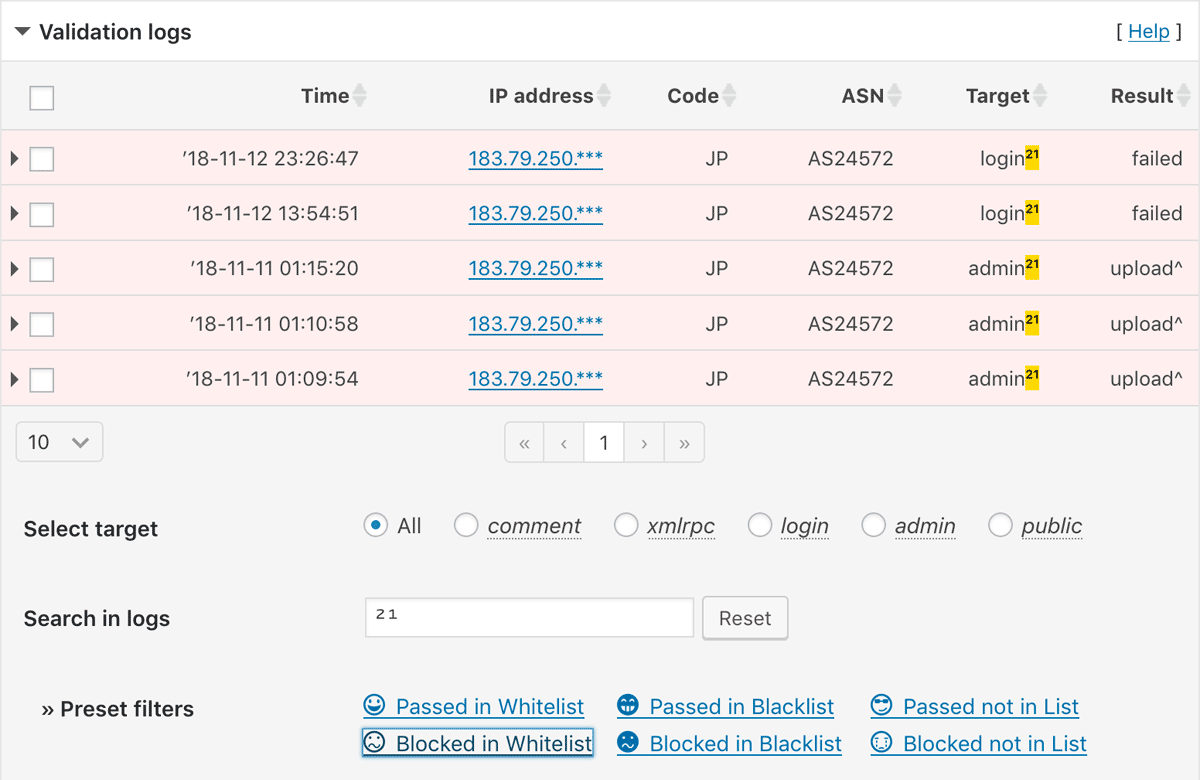 Validation logs [ Help ]
Time IP address Code ASN Target Result
’18-11-12 23:26:47 183.79.250.*** JP AS24572 login²¹ failed
’18-11-12 13:54:51 183.79.250.*** JP AS24572 login²¹ failed
’18-11-11 01:15:20 183.79.250.*** JP AS24572 admin²¹ upload^
’18-11-11 01:10:58 183.79.250.*** JP AS24572 admin²¹ upload^
’18-11-11 01:09:54 183.79.250.*** JP AS24572 admin²¹ upload^
10 « ‹ 1 › »
Select target All comment xmlrpc login admin public
Search in logs ²¹ Reset
» Preset filters Passed in Whitelist Passed in Blacklist Passed not in List
Blocked in Whitelist Blocked in Blacklist Blocked not in List